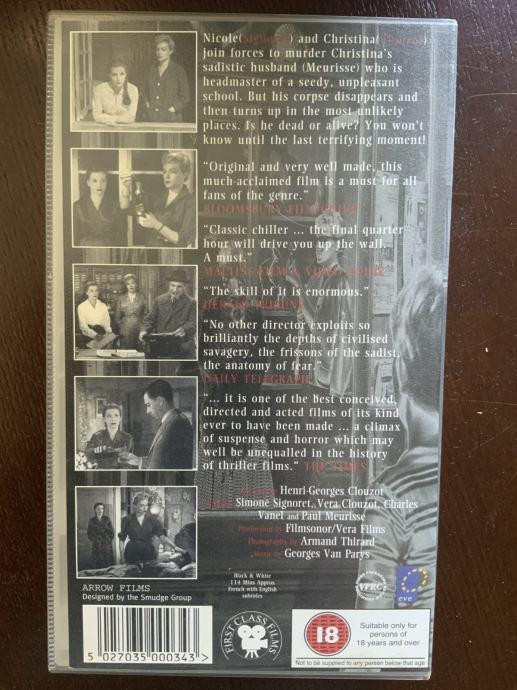 Nicole(Signoret) and Christina(Clouzot)
join forces to murder Christina's
sadistic husband (Meurisse) who is
headmaster of a seedy, unpleasant
school. But his corpse disappears and
then turns up in the most unlikely
places. Is he dead or alive? You won't
know until the last terrifying moment!
"Original and very well made, this
much-acclaimed film is a must for all
fans of the genre."
BLOOMSBURY FILM GUIDE
"Classic chiller ... the final quarter
hour will drive you up the wall.
A must."
MALTINS FILM & VIDEO GUIDE
"The skill of it is enormous."
TRIBUNE
"No other director exploits so
brilliantly the depths of civilised
savagery, the frissons of the sadist,
the anatomy of fear."
DAILY TELEGRAPH
"... it is one of the best conceived,
directed and acted films of its kind
ever to have been made ... a climax
of suspense and horror which may
well be unequalled in the history
of thriller films." THE TIMES
Henri-Georges Clouzot
Simone Signoret, Vera Clouzot, Charles
Vanel and Paul Meurisse
Production by Filmsonor/Vera Films
Photography by Armand Thirard
Music by Georges Van Parys
ARROW FILMS
Designed by the Smudge Group
Black & White
114 Mins Approx
French with English
subtitles
VPRC
eve
5 027035 000343 >
FIRST CLASS FILMS
18
Suitable only for
persons of
18 years and over
Not to be supplied to any person below that age